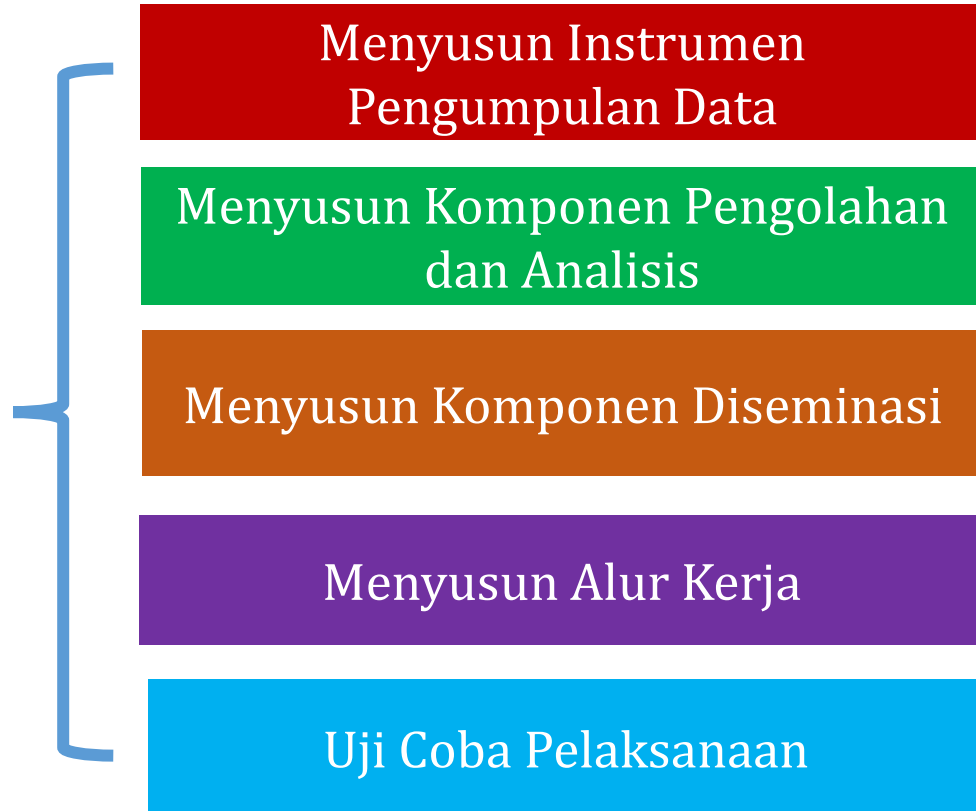 Menyusun Instrumen
Pengumpulan Data
Menyusun Komponen Pengolahan
dan Analisis
Menyusun Komponen Diseminasi
Menyusun Alur Kerja
Uji Coba Pelaksanaan